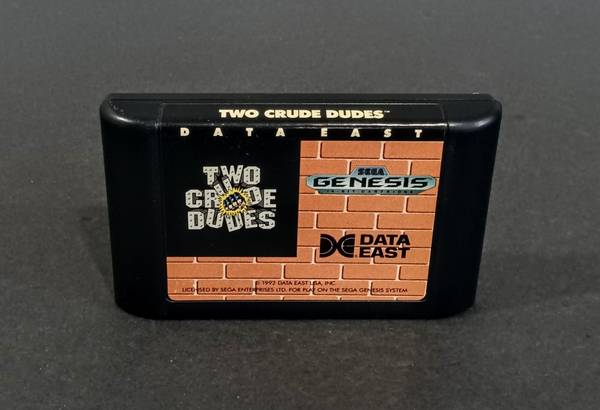 TWO CRUDE DUDES™
DATA EAST
TWO
CRUDE
DUDES
SEGA
GENESIS
DATA
EAST
© 1992 DATA EAST USA, INC.
LICENSED BY SEGA ENTERPRISES LTD. FOR PLAY ON THE SEGA GENESIS SYSTEM